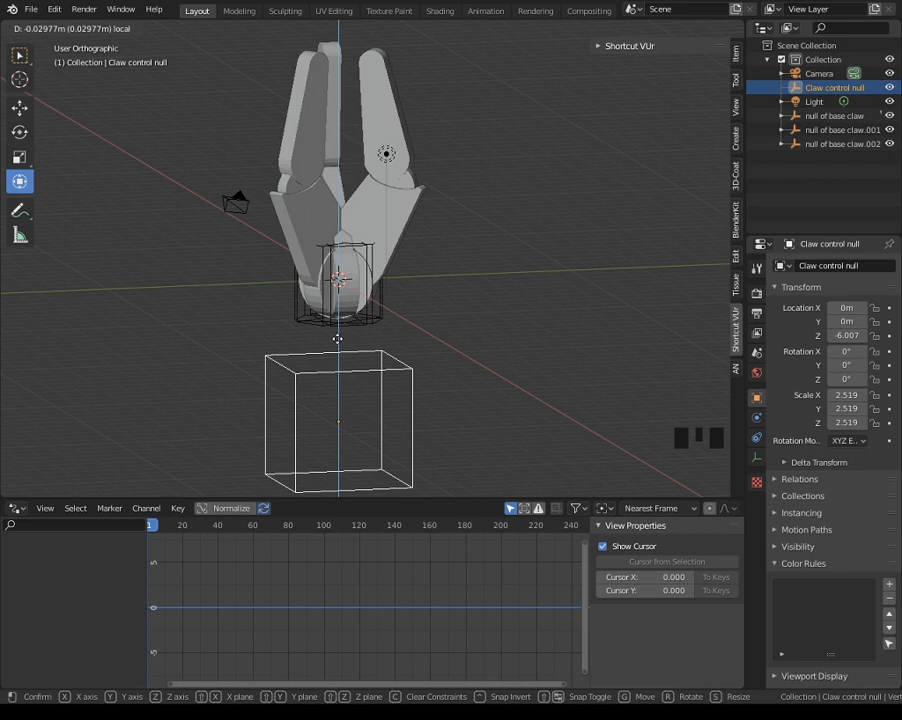 File Edit Render Window Help Layout Modeling Sculpting UV Editing Texture Paint Shading Animation Rendering Compositing Scene View Layer
D: -0.02977m (0.02977m) local
User Orthographic
(1) Collection | Claw control null
Shortcut VUr
Item
Tool
View
Create
3D-Coat
BlenderKit
Edit
Tissue
Shortcut VUr
AN
Scene Collection
Collection
Camera
Claw control null
Light
null of base claw
null of base claw.001
null of base claw.002
Claw control null
Claw control null
Transform
Location X 0m
Y 0m
Z -6.007
Rotation X 0°
Y 0°
Z 0°
Scale X 2.519
Y 2.519
Z 2.519
Rotation Mo.. XYZ E..
Delta Transform
Relations
Collections
Instancing
Motion Paths
Visibility
Color Rules
Viewport Display
View Select Marker Channel Key Normalize Nearest Frame
1 20 40 60 80 100 120 140 160 180 200 220 240
5
0
-5
View Properties
Show Cursor
Cursor from Selection
Cursor X: 0.000 To Keys
Cursor Y: 0.000 To Keys
Confirm X X axis Y Y axis Z Z axis X X plane Y Y plane Z Z plane C Clear Constraints Snap Invert Snap Toggle G Move R Rotate S Resize Collection | Claw control null | Ver